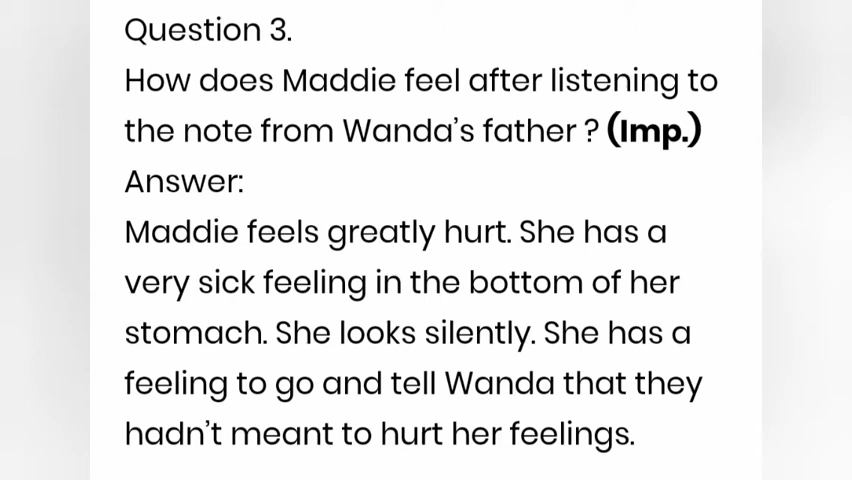 Question 3.
How does Maddie feel after listening to
the note from Wanda's father ? (Imp.)
Answer:
Maddie feels greatly hurt. She has a
very sick feeling in the bottom of her
stomach. She looks silently. She has a
feeling to go and tell Wanda that they
hadn't meant to hurt her feelings.